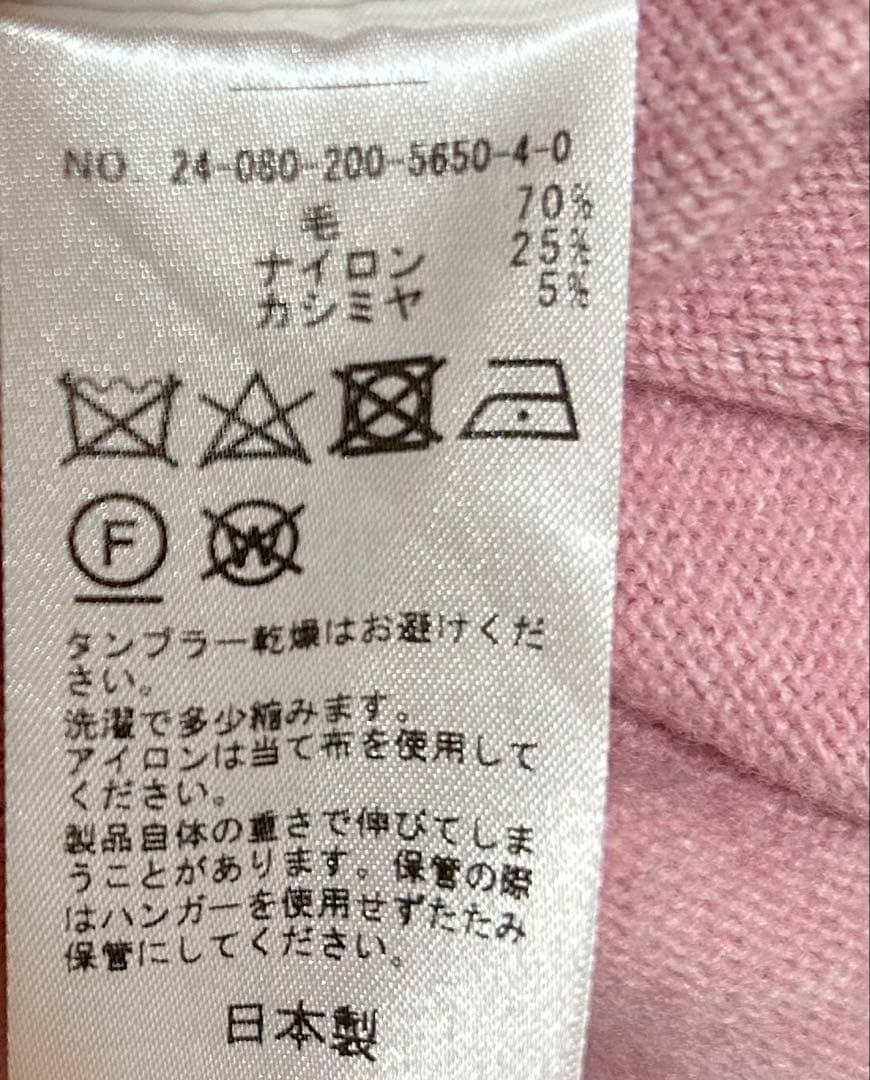 NO. 24-080-200-5650-4-0
毛 70%
ナイロン 25%
カシミヤ 5%
F W
タンブラー乾燥はお避けくだ
さい。
洗濯で多少縮みます。
アイロンは当て布を使用して
ください。
製品自体の重さで伸びてしま
うことがあります。保管の際
はハンガーを使用せずたたみ
保管にしてください。
日本製